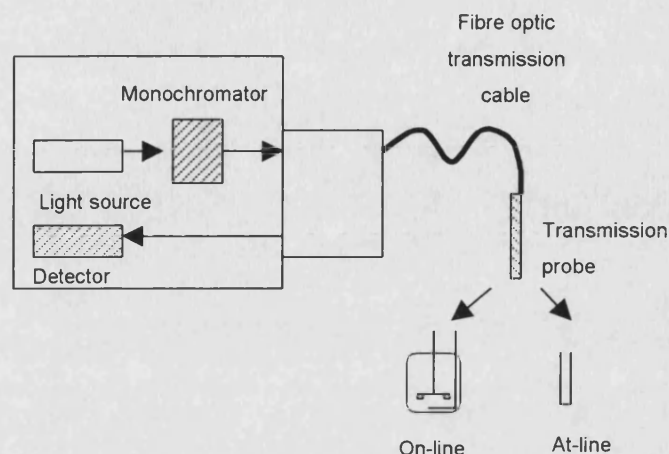 Fibre optic
transmission
cable
Monochromator
Light source
Detector
Transmission
probe
On-line
At-line